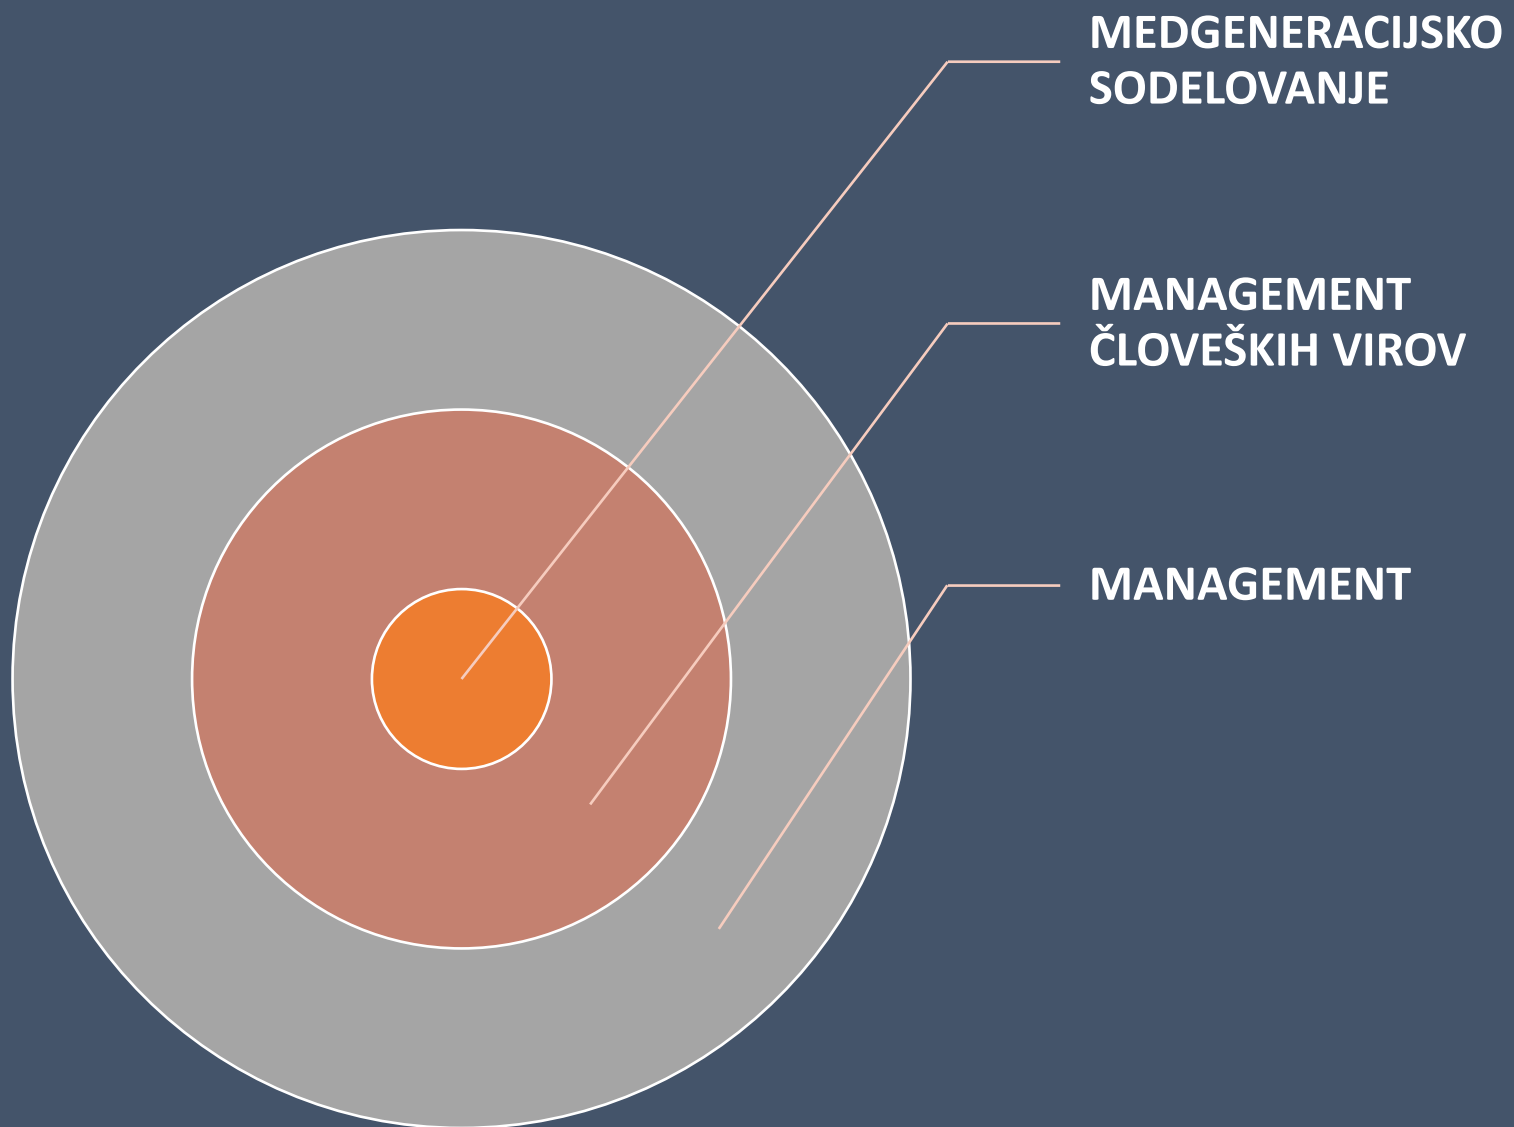 MEDGENERACIJSKO
SODELOVANJE
MANAGEMENT
ČLOVEŠKIH VIROV
MANAGEMENT